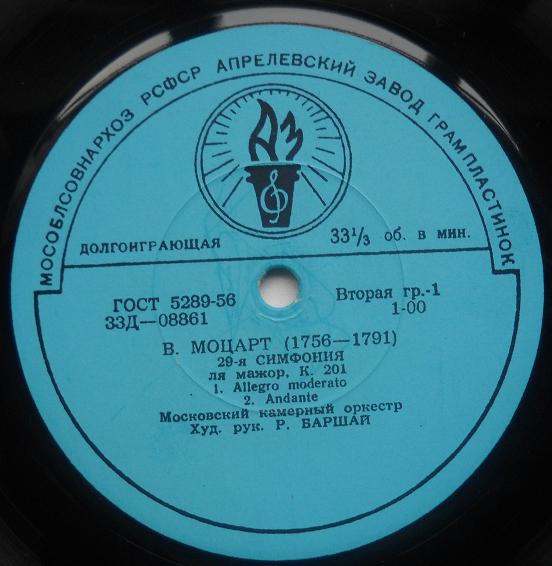 МОСОБЛСОВНАРХОЗ РСФСР АПРЕЛЕВСКИЙ ЗАВОД ГРАМПЛАСТИНОК
АЗ
ДОЛГОИГРАЮЩАЯ 33⅓ об. в мин.
ГОСТ 5289-56 Вторая гр.-1
33Д—08861 1-00
В. МОЦАРТ (1756—1791)
29-я СИМФОНИЯ
ля мажор, К. 201
1. Allegro moderato
2. Andante
Московский камерный оркестр
Худ. рук. Р. БАРШАЙ